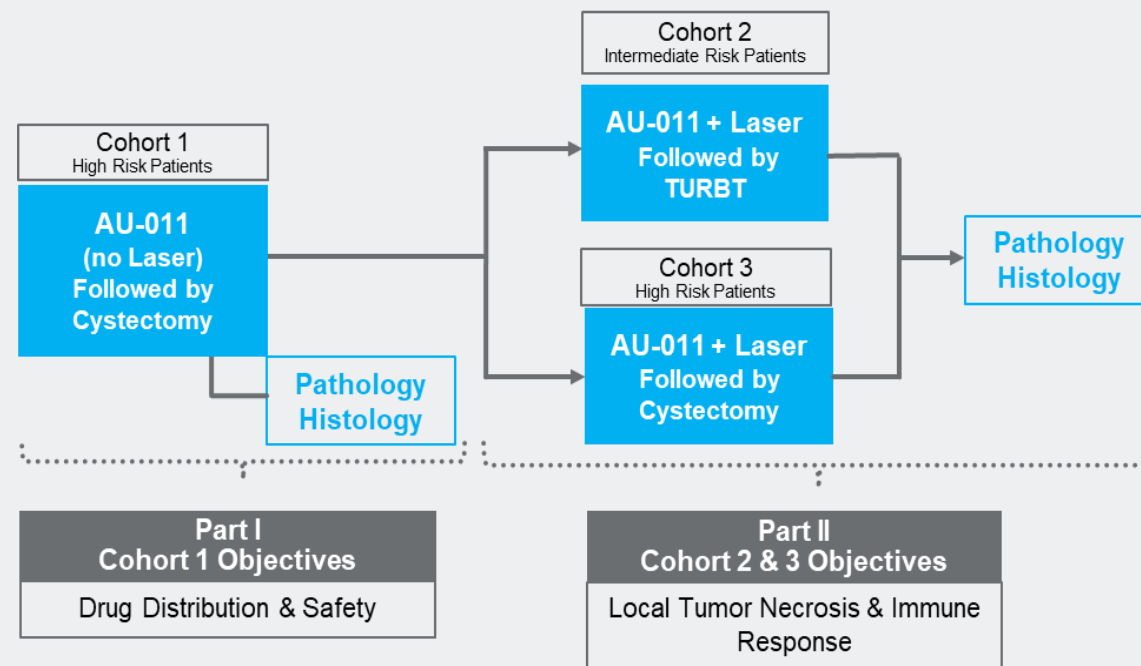 Cohort 1
High Risk Patients
AU-011
(no Laser)
Followed by
Cystectomy
Pathology
Histology
Cohort 2
Intermediate Risk Patients
AU-011 + Laser
Followed by
TURBT
Cohort 3
High Risk Patients
AU-011 + Laser
Followed by
Cystectomy
Pathology
Histology
Part I
Cohort 1 Objectives
Drug Distribution & Safety
Part II
Cohort 2 & 3 Objectives
Local Tumor Necrosis & Immune
Response